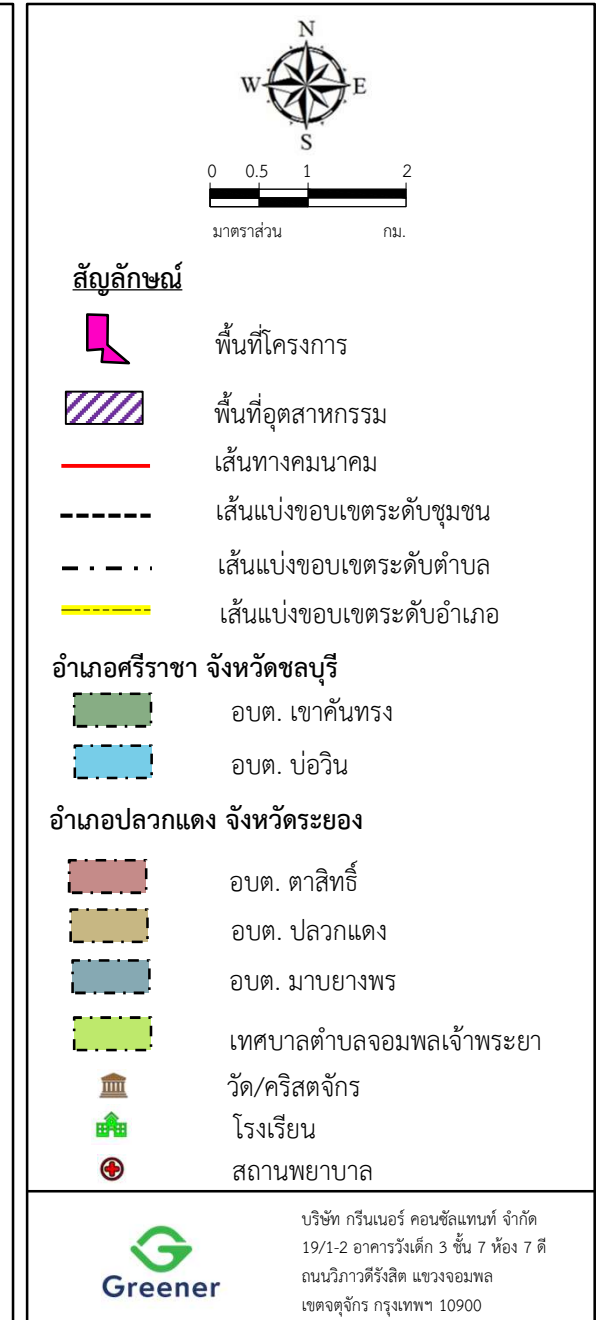 N
W E
S
0 0.5 1 2
มาตราส่วน กม.
สัญลักษณ์
พื้นที่โครงการ
พื้นที่อุตสาหกรรม
เส้นทางคมนาคม
เส้นแบ่งขอบเขตระดับชุมชน
เส้นแบ่งขอบเขตระดับตำบล
เส้นแบ่งขอบเขตระดับอำเภอ
อำเภอศรีราชา จังหวัดชลบุรี
อบต. เขาคันทรง
อบต. บ่อวิน
อำเภอปลวกแดง จังหวัดระยอง
อบต. ตาสิทธิ์
อบต. ปลวกแดง
อบต. มาบยางพร
เทศบาลตำบลจอมพลเจ้าพระยา
วัด/คริสตจักร
โรงเรียน
สถานพยาบาล
Greener
บริษัท กรีนเนอร์ คอนซัลแทนท์ จำกัด
19/1-2 อาคารวังเด็ก 3 ชั้น 7 ห้อง 7 ดี
ถนนวิภาวดีรังสิต แขวงจอมพล
เขตจตุจักร กรุงเทพฯ 10900